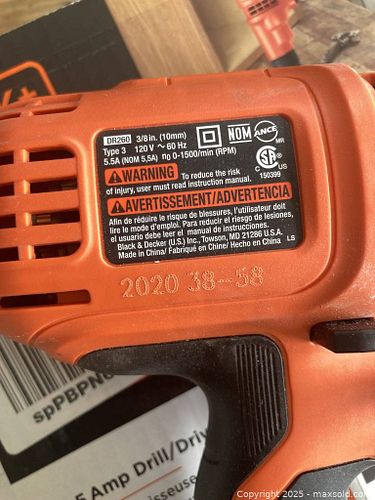 DR260 3/8 in. (10mm)
Type 3 120 V ~ 60 Hz
5.5A (NOM 5,5A) n0 0-1500/min (RPM)
NOM ANCE MR
SA C US
150399
WARNING To reduce the risk
of injury, user must read instruction manual.
AVERTISSEMENT/ADVERTENCIA
Afin de réduire le risque de blessures, l'utilisateur doit
lire le mode d'emploi. Para reducir el riesgo de lesiones,
el usuario debe leer el manual de instrucciones.
Black & Decker (U.S.) Inc., Towson, MD 21286 U.S.A.
Made in China/ Fabriqué en Chine/ Hecho en China LS
2020 38-58
spPBPN
5 Amp Drill/Driv
isseuse
Copyright © 2025 - maxsold.com